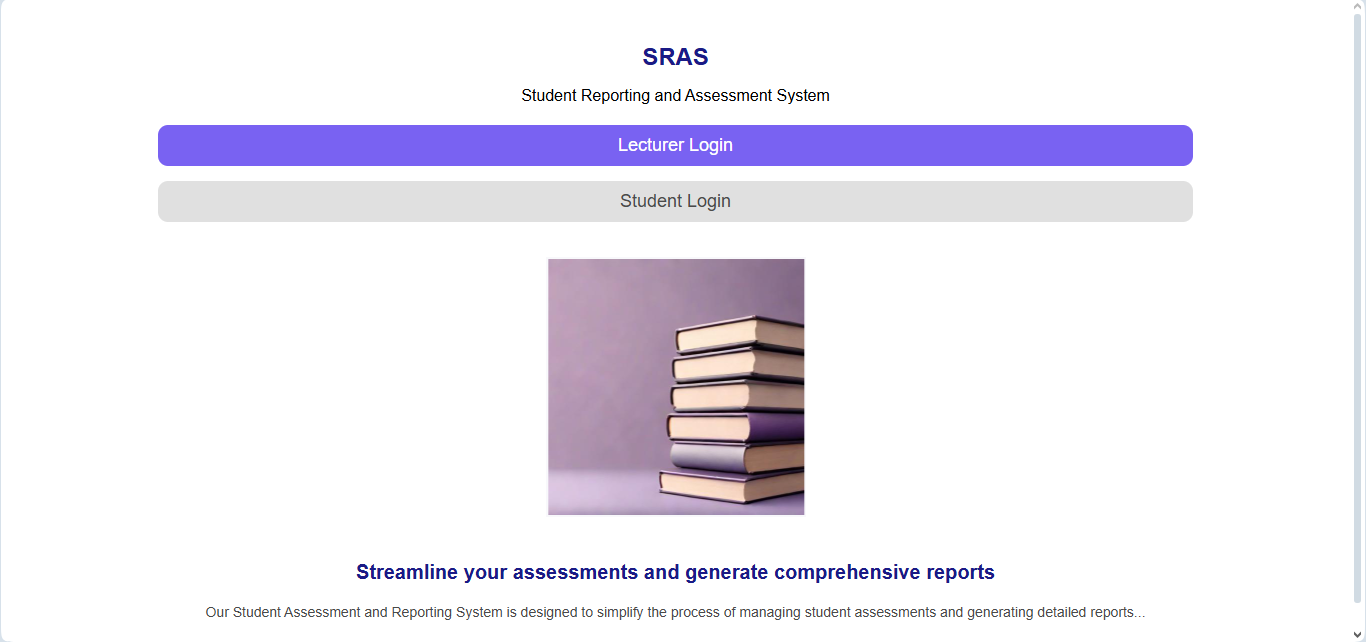 SRAS
Student Reporting and Assessment System
Lecturer Login
Student Login
Streamline your assessments and generate comprehensive reports
Our Student Assessment and Reporting System is designed to simplify the process of managing student assessments and generating detailed reports...